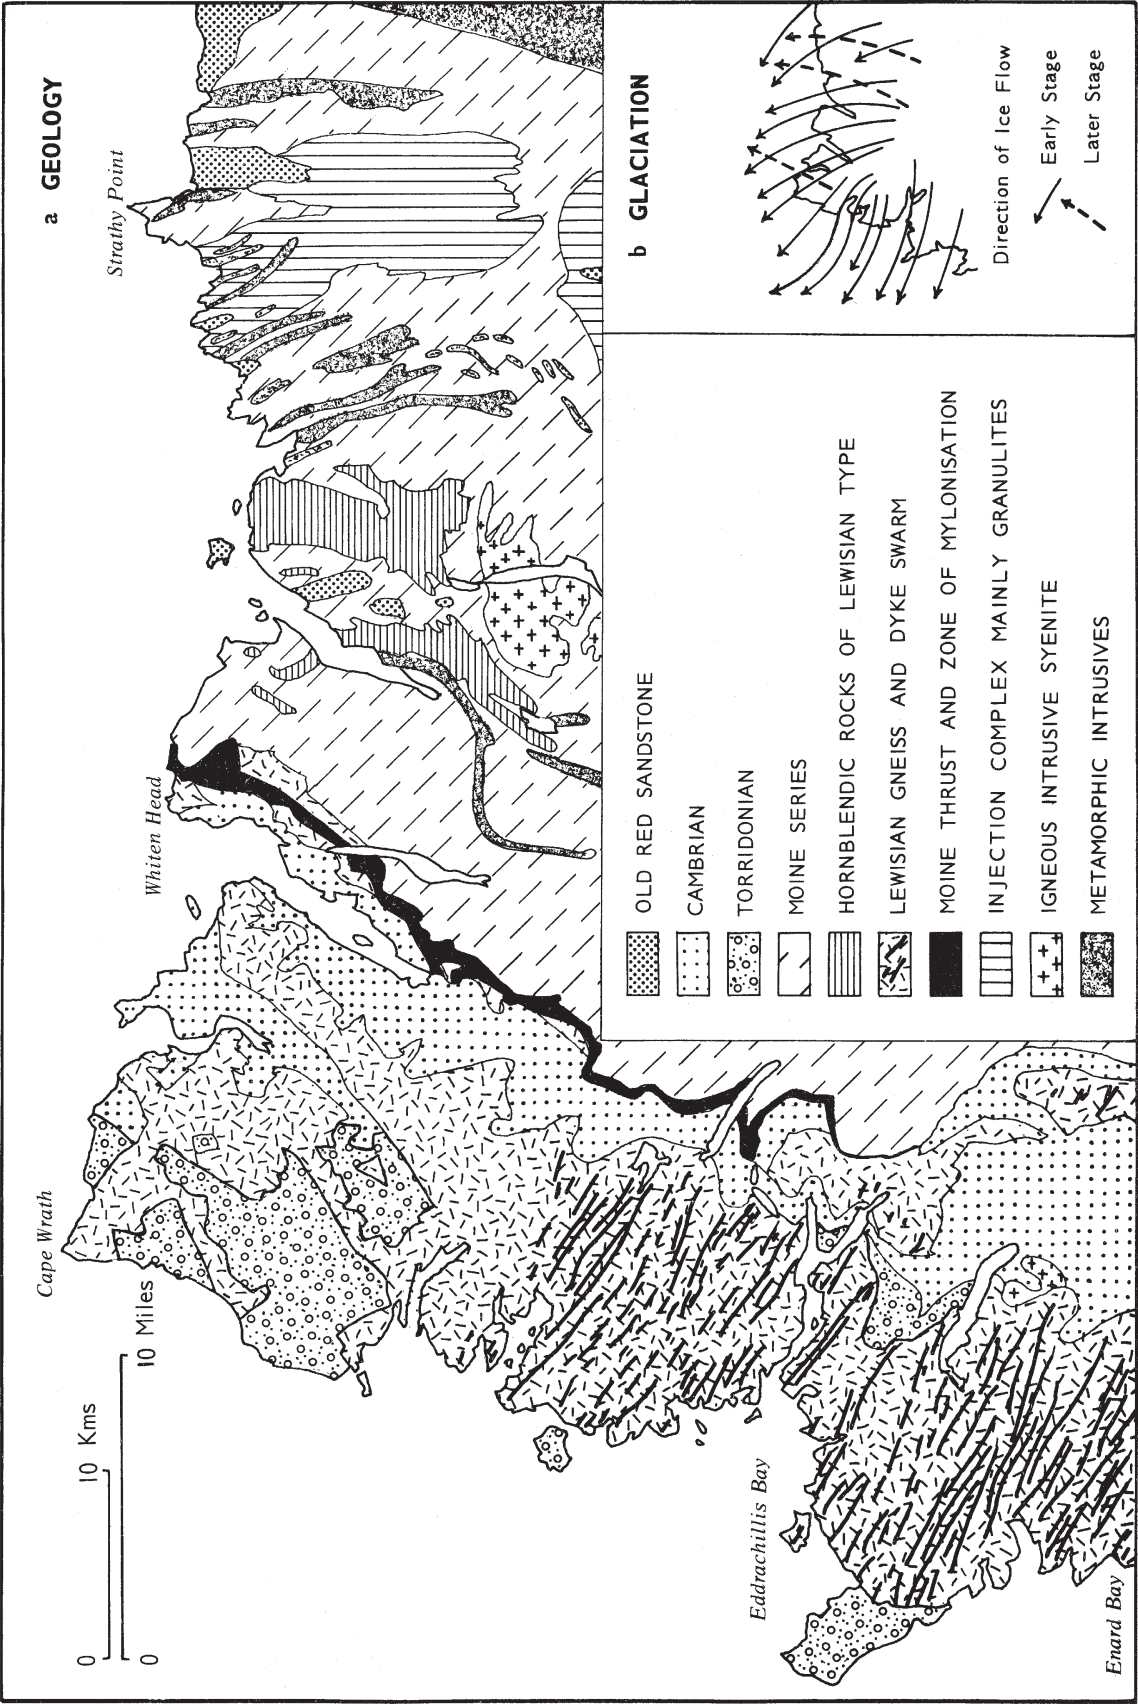 a GEOLOGY
Strathy Point
Whiten Head
Cape Wrath
0 10 Kms
0 10 Miles
Eddrachillis Bay
Enard Bay
OLD RED SANDSTONE
CAMBRIAN
TORRIDONIAN
MOINE SERIES
HORNBLENDIC ROCKS OF LEWISIAN TYPE
LEWISIAN GNEISS AND DYKE SWARM
MOINE THRUST AND ZONE OF MYLONISATION
INJECTION COMPLEX MAINLY GRANULITES
IGNEOUS INTRUSIVE SYENITE
METAMORPHIC INTRUSIVES
b GLACIATION
Direction of Ice Flow
Early Stage
Later Stage